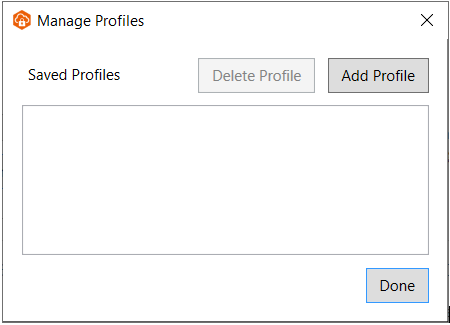 Manage Profiles
Saved Profiles
Delete Profile
Add Profile
Done